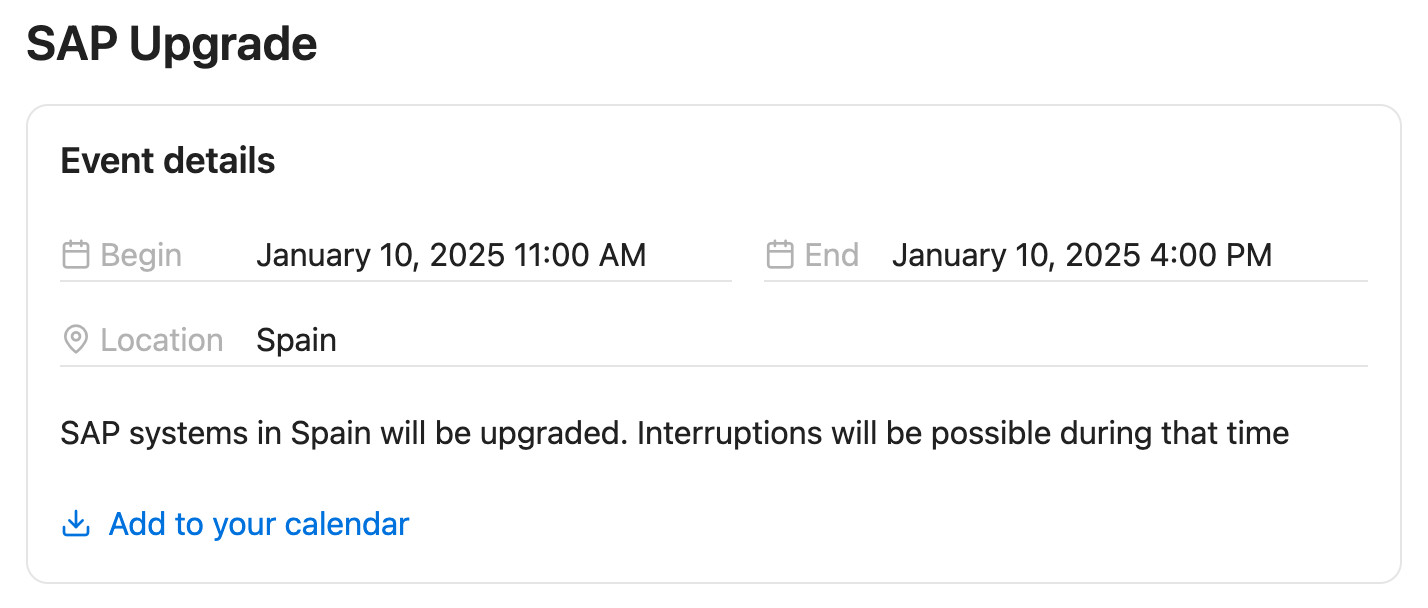 SAP Upgrade
Event details
Begin January 10, 2025 11:00 AM End January 10, 2025 4:00 PM
Location Spain
SAP systems in Spain will be upgraded. Interruptions will be possible during that time
Add to your calendar